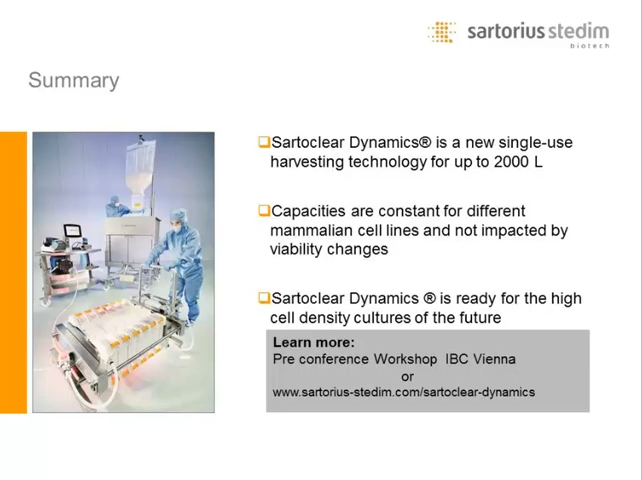 sartorius stedim
biotech
Summary
Sartoclear Dynamics® is a new single-use
harvesting technology for up to 2000 L
Capacities are constant for different
mammalian cell lines and not impacted by
viability changes
Sartoclear Dynamics ® is ready for the high
cell density cultures of the future
Learn more:
Pre conference Workshop IBC Vienna
or
www.sartorius-stedim.com/sartoclear-dynamics